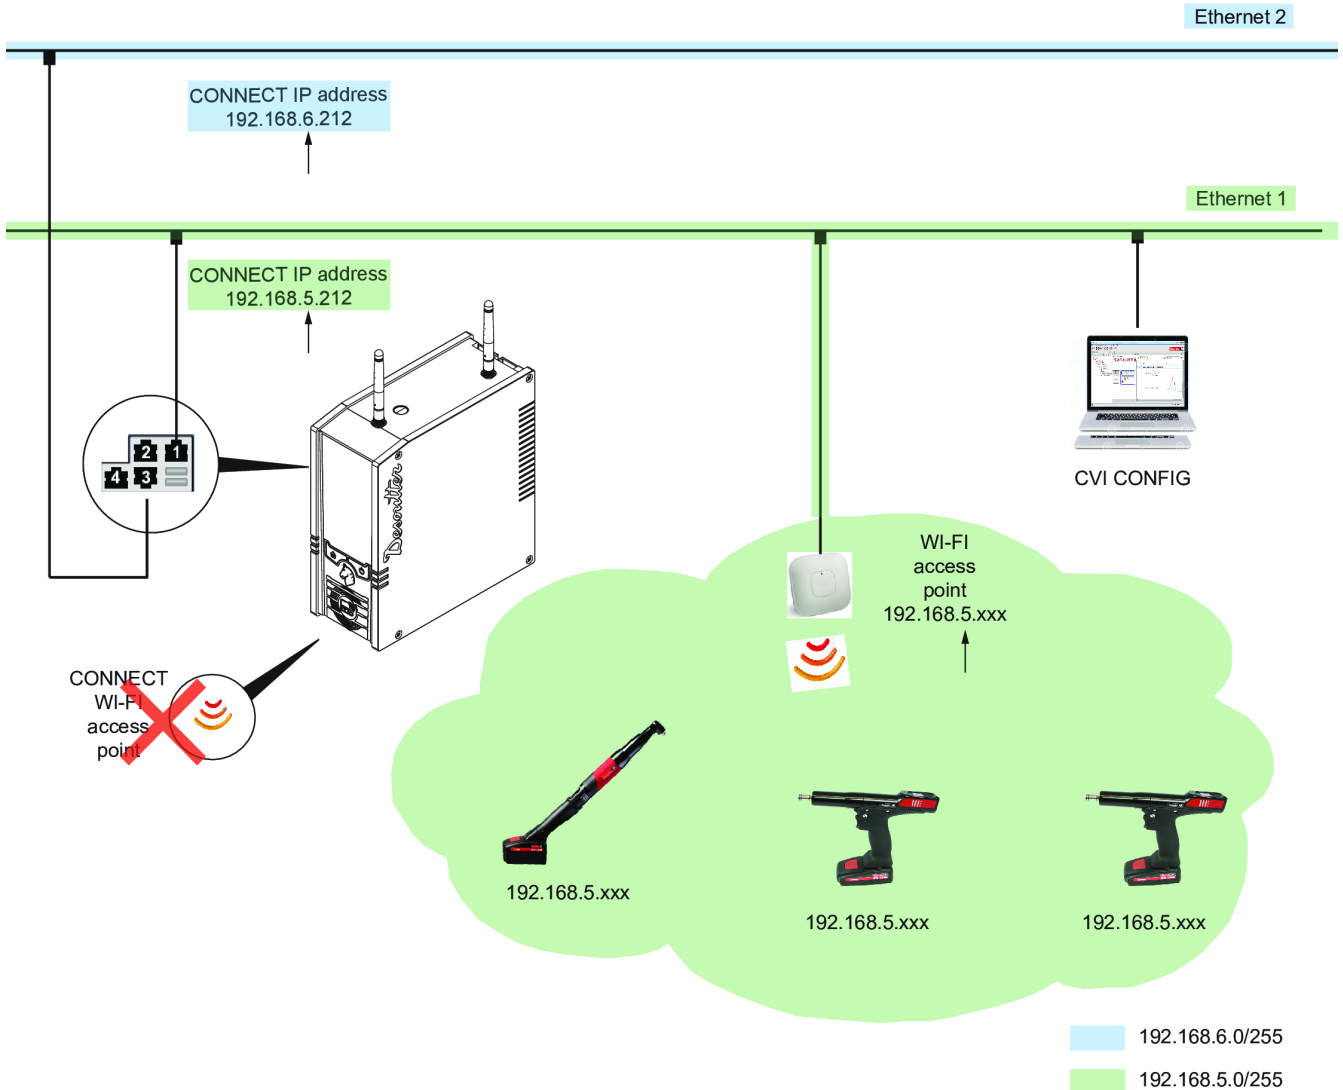 Ethernet 2
CONNECT IP address
192.168.6.212
Ethernet 1
CONNECT IP address
192.168.5.212
2 1
4 3
Desoutter
CVI CONFIG
WI-FI
access
point
192.168.5.xxx
CONNECT
WI-FI
access
point
192.168.5.xxx
192.168.5.xxx
192.168.5.xxx
192.168.6.0/255
192.168.5.0/255